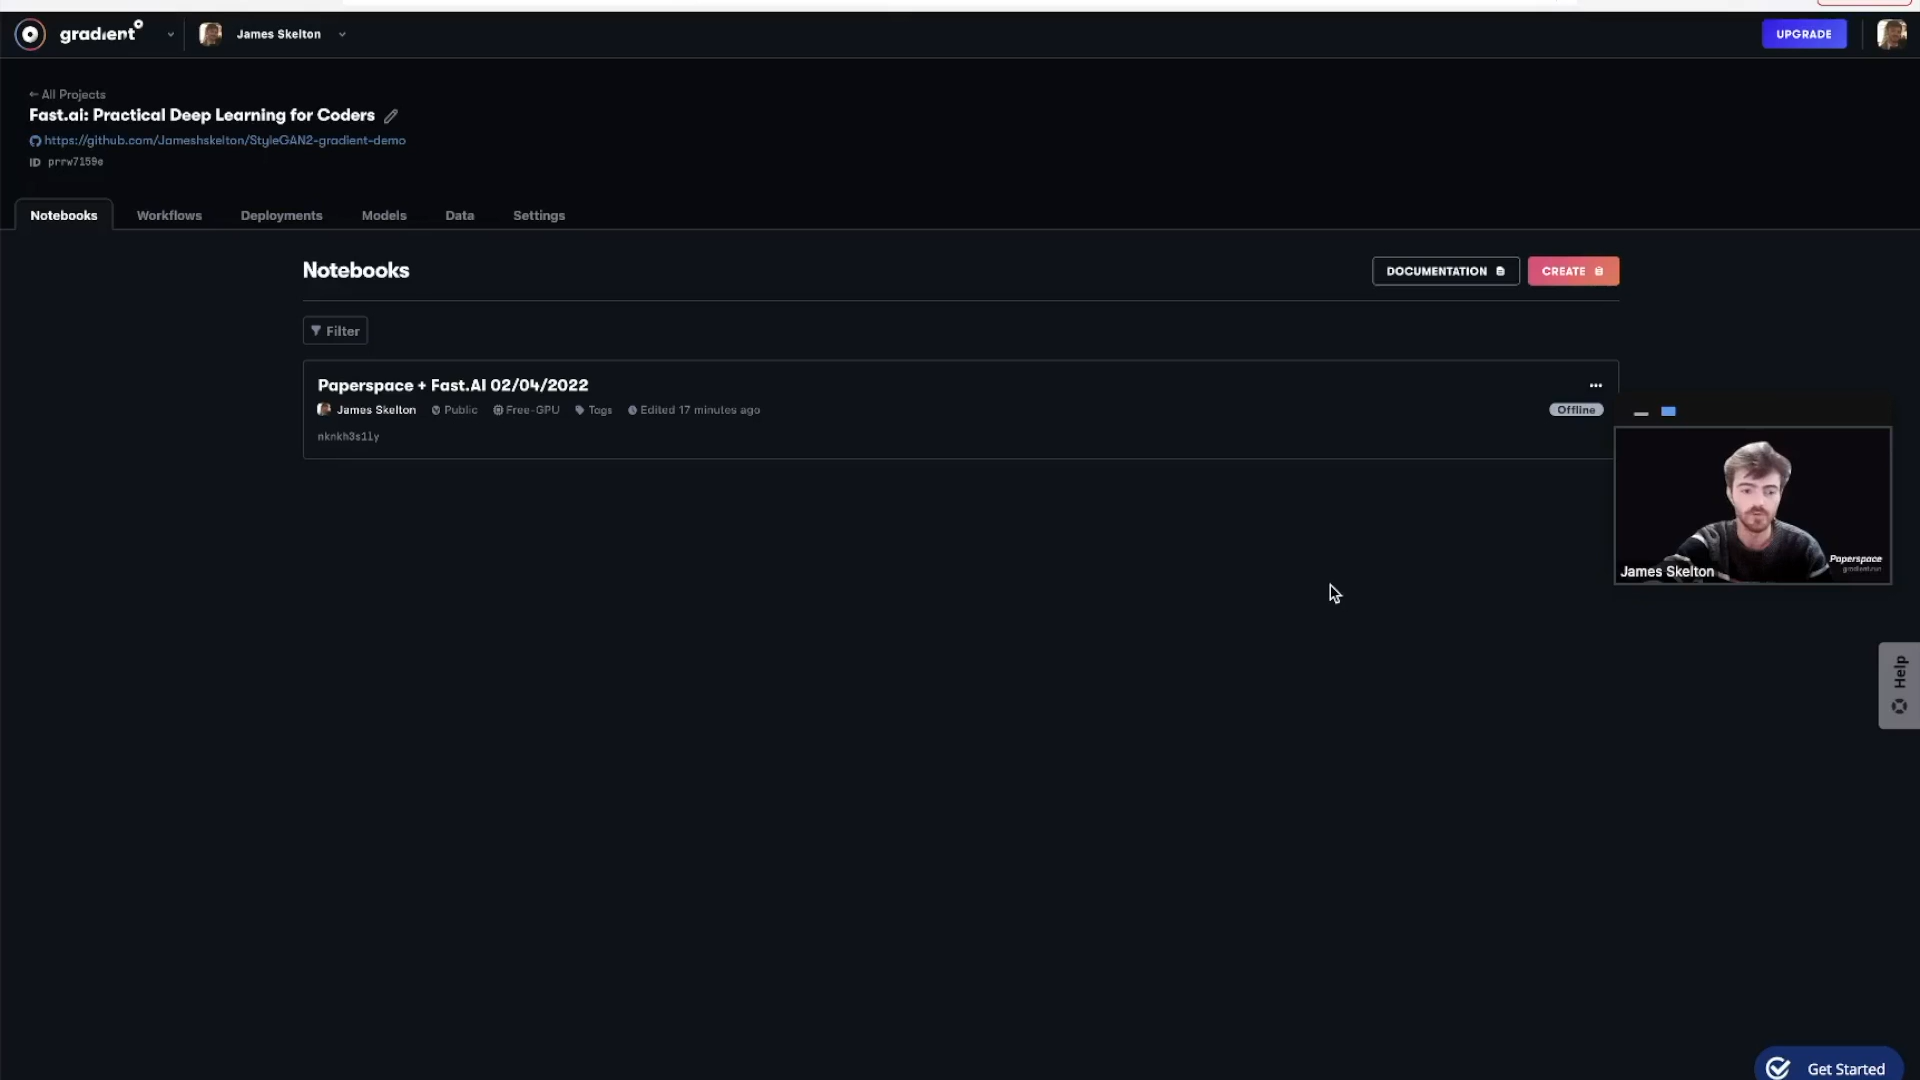 gradient
James Skelton
UPGRADE
← All Projects
Fast.ai: Practical Deep Learning for Coders
https://github.com/Jameshskelton/StyleGAN2-gradient-demo
ID prrw7159e
Notebooks
Workflows
Deployments
Models
Data
Settings
Notebooks
DOCUMENTATION
CREATE
Filter
Paperspace + Fast.AI 02/04/2022
...
James Skelton
Public
Free-GPU
Tags
Edited 17 minutes ago
Offline
nknkh3s1ly
Paperspace
gradient.run
James Skelton
Help
Get Started